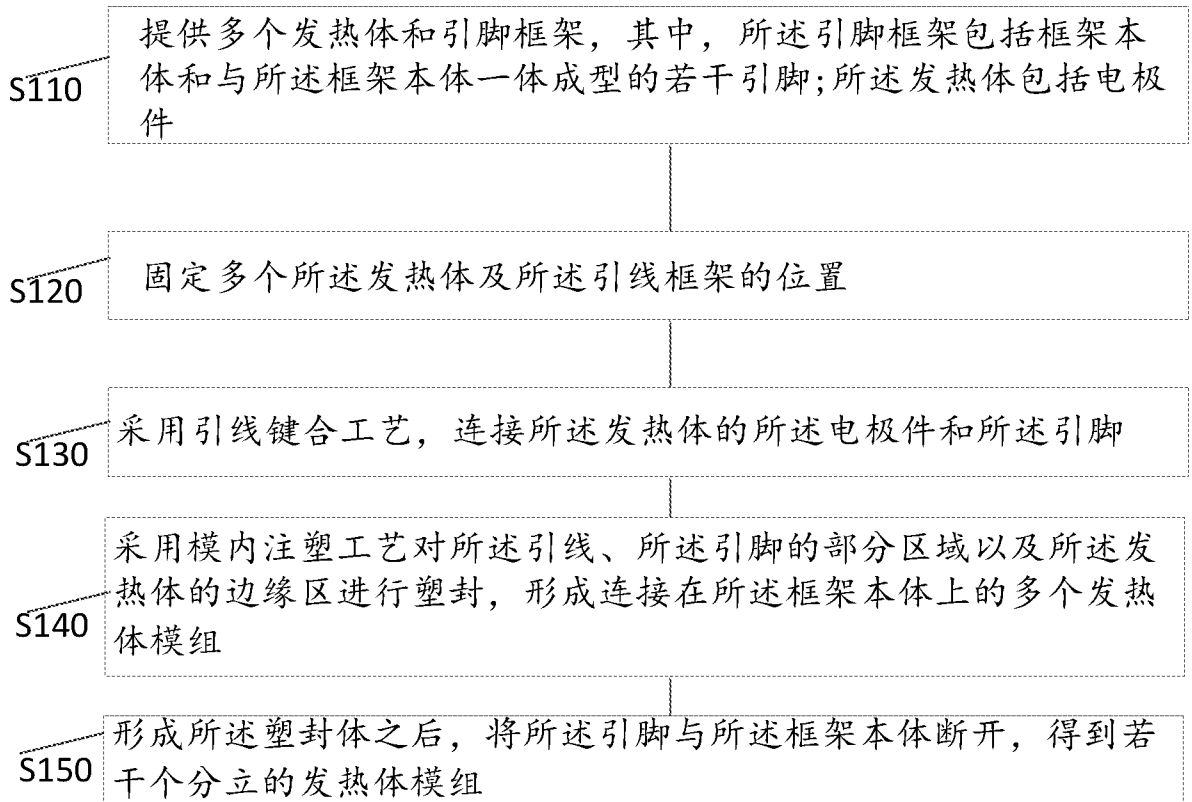 提供多个发热体和引脚框架，其中，所述引脚框架包括框架本
体和与所述框架本体一体成型的若干引脚;所述发热体包括电极
件
S110
固定多个所述发热体及所述引线框架的位置
S120
采用引线键合工艺，连接所述发热体的所述电极件和所述引脚
S130
采用模内注塑工艺对所述引线、所述引脚的部分区域以及所述发
热体的边缘区进行塑封，形成连接在所述框架本体上的多个发热
体模组
S140
形成所述塑封体之后，将所述引脚与所述框架本体断开，得到若
干个分立的发热体模组
S150